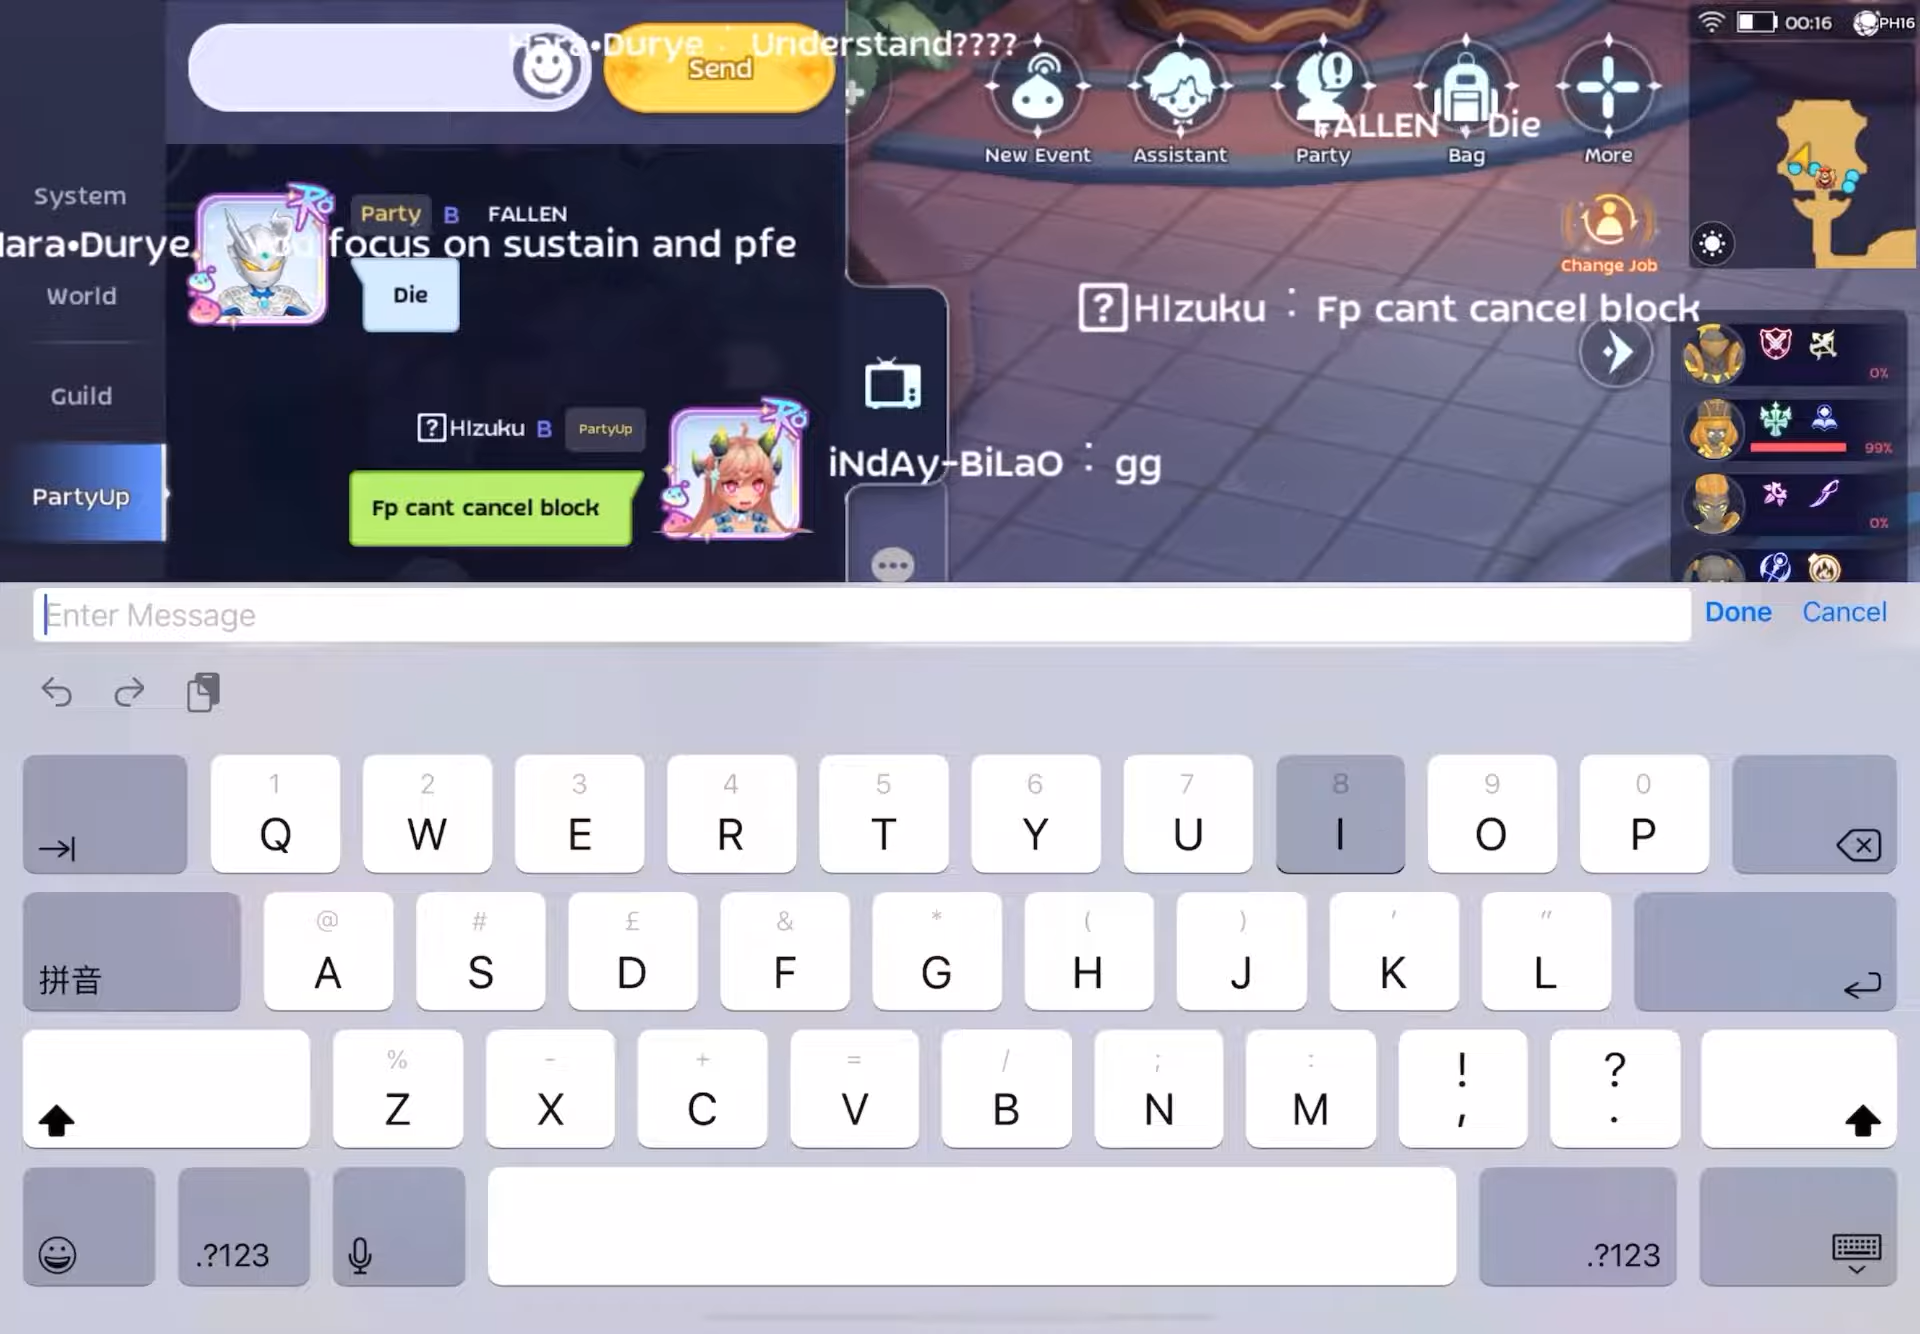 Hara•Durye : Understand????
Send
00:16
PH16
New Event
Assistant
Party
Bag
More
FALLEN : Die
System
World
Guild
PartyUp
Party B FALLEN
Hara•Durye : focus on sustain and pfe
Die
Change Job
?HIzuku : Fp cant cancel block
0%
99%
0%
?HIzuku B PartyUp
Fp cant cancel block
iNdAy-BiLaO : gg
Enter Message
Done
Cancel
1 2 3 4 5 6 7 8 9 0
Q W E R T Y U I O P
@ # £ & * ( ) ' "
拼音 A S D F G H J K L
% - + = / ; : ! ?
Z X C V B N M , .
.?123
.?123